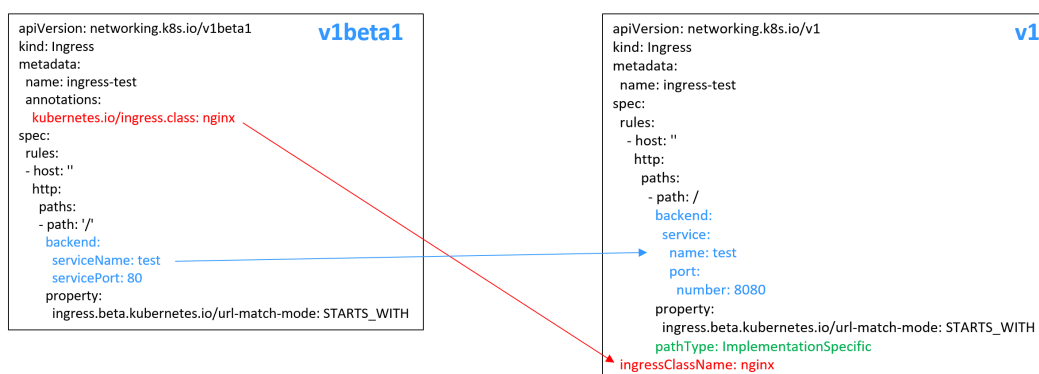 apiVersion: networking.k8s.io/v1beta1
v1beta1
kind: Ingress
metadata:
name: ingress-test
annotations:
kubernetes.io/ingress.class: nginx
spec:
rules:
- host: ''
http:
paths:
- path: '/'
backend:
serviceName: test
servicePort: 80
property:
ingress.beta.kubernetes.io/url-match-mode: STARTS_WITH
apiVersion: networking.k8s.io/v1
v1
kind: Ingress
metadata:
name: ingress-test
spec:
rules:
- host: ''
http:
paths:
- path: /
backend:
service:
name: test
port:
number: 8080
property:
ingress.beta.kubernetes.io/url-match-mode: STARTS_WITH
pathType: ImplementationSpecific
ingressClassName: nginx